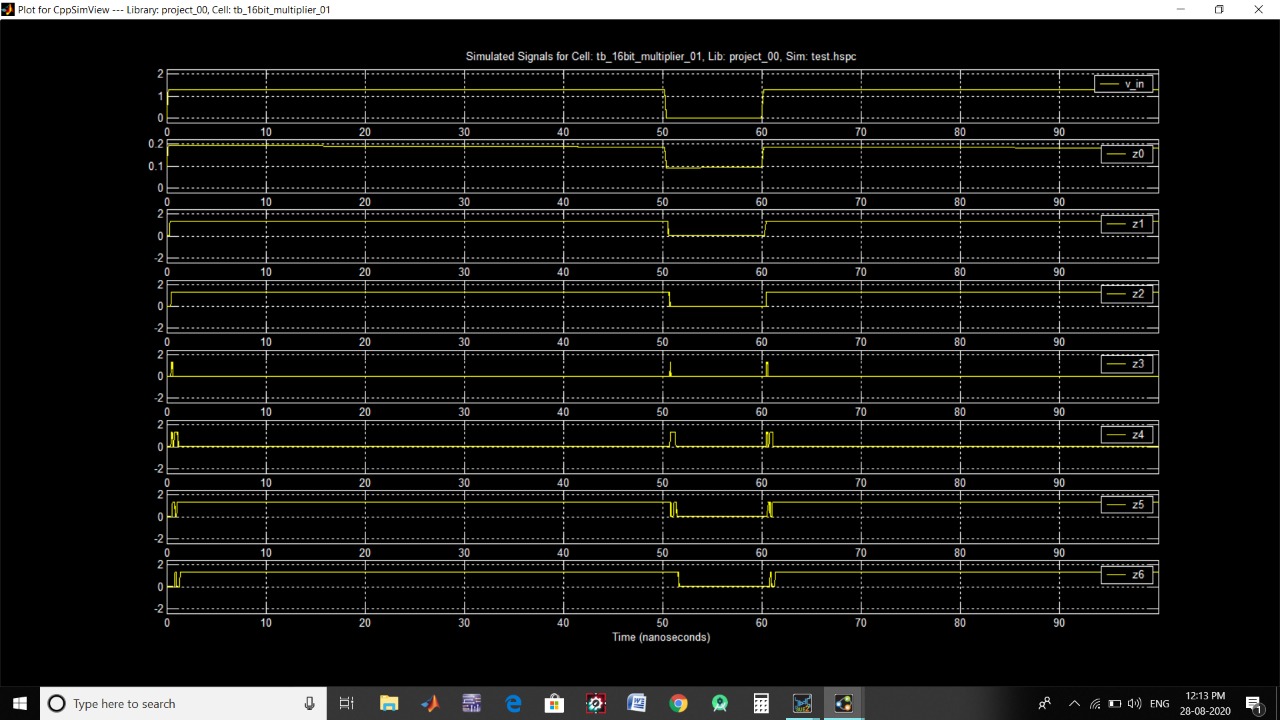 Plot for CppSimView --- Library: project_00, Cell: tb_16bit_multiplier_01
Simulated Signals for Cell: tb_16bit_multiplier_01, Lib: project_00, Sim: test.hspc
2
1
0
v_in
0 10 20 30 40 50 60 70 80 90
0.2
0.1
0
z0
0 10 20 30 40 50 60 70 80 90
2
0
-2
z1
0 10 20 30 40 50 60 70 80 90
2
0
-2
z2
0 10 20 30 40 50 60 70 80 90
2
0
-2
z3
0 10 20 30 40 50 60 70 80 90
2
0
-2
z4
0 10 20 30 40 50 60 70 80 90
2
0
-2
z5
0 10 20 30 40 50 60 70 80 90
2
0
-2
z6
0 10 20 30 40 50 60 70 80 90
Time (nanoseconds)
Type here to search
ENG
12:13 PM
28-08-2020
1